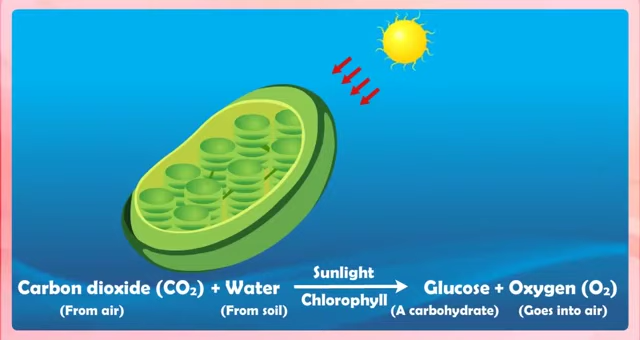 Sunlight
Carbon dioxide (CO₂) + Water Glucose + Oxygen (O₂)
Chlorophyll
(From air) (From soil) (A carbohydrate) (Goes into air)